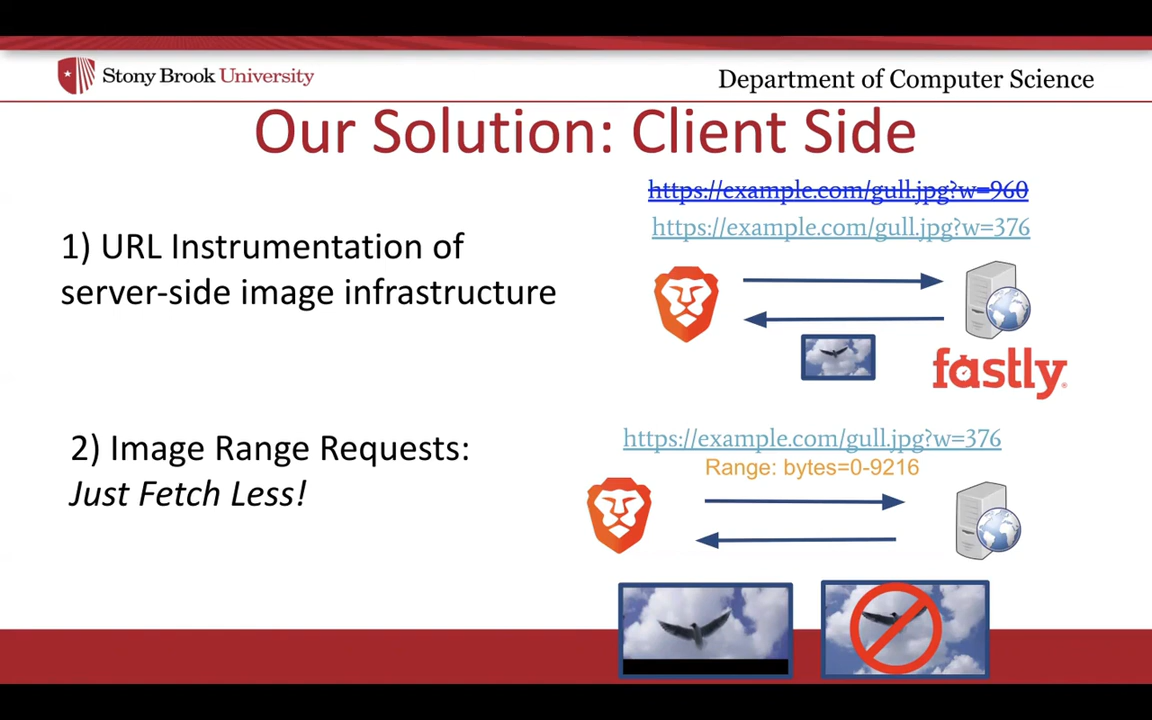 Stony Brook University
Department of Computer Science
Our Solution: Client Side
https://example.com/gull.jpg?w=960
https://example.com/gull.jpg?w=376
1) URL Instrumentation of
server-side image infrastructure
fastly
2) Image Range Requests:
Just Fetch Less!
https://example.com/gull.jpg?w=376
Range: bytes=0-9216